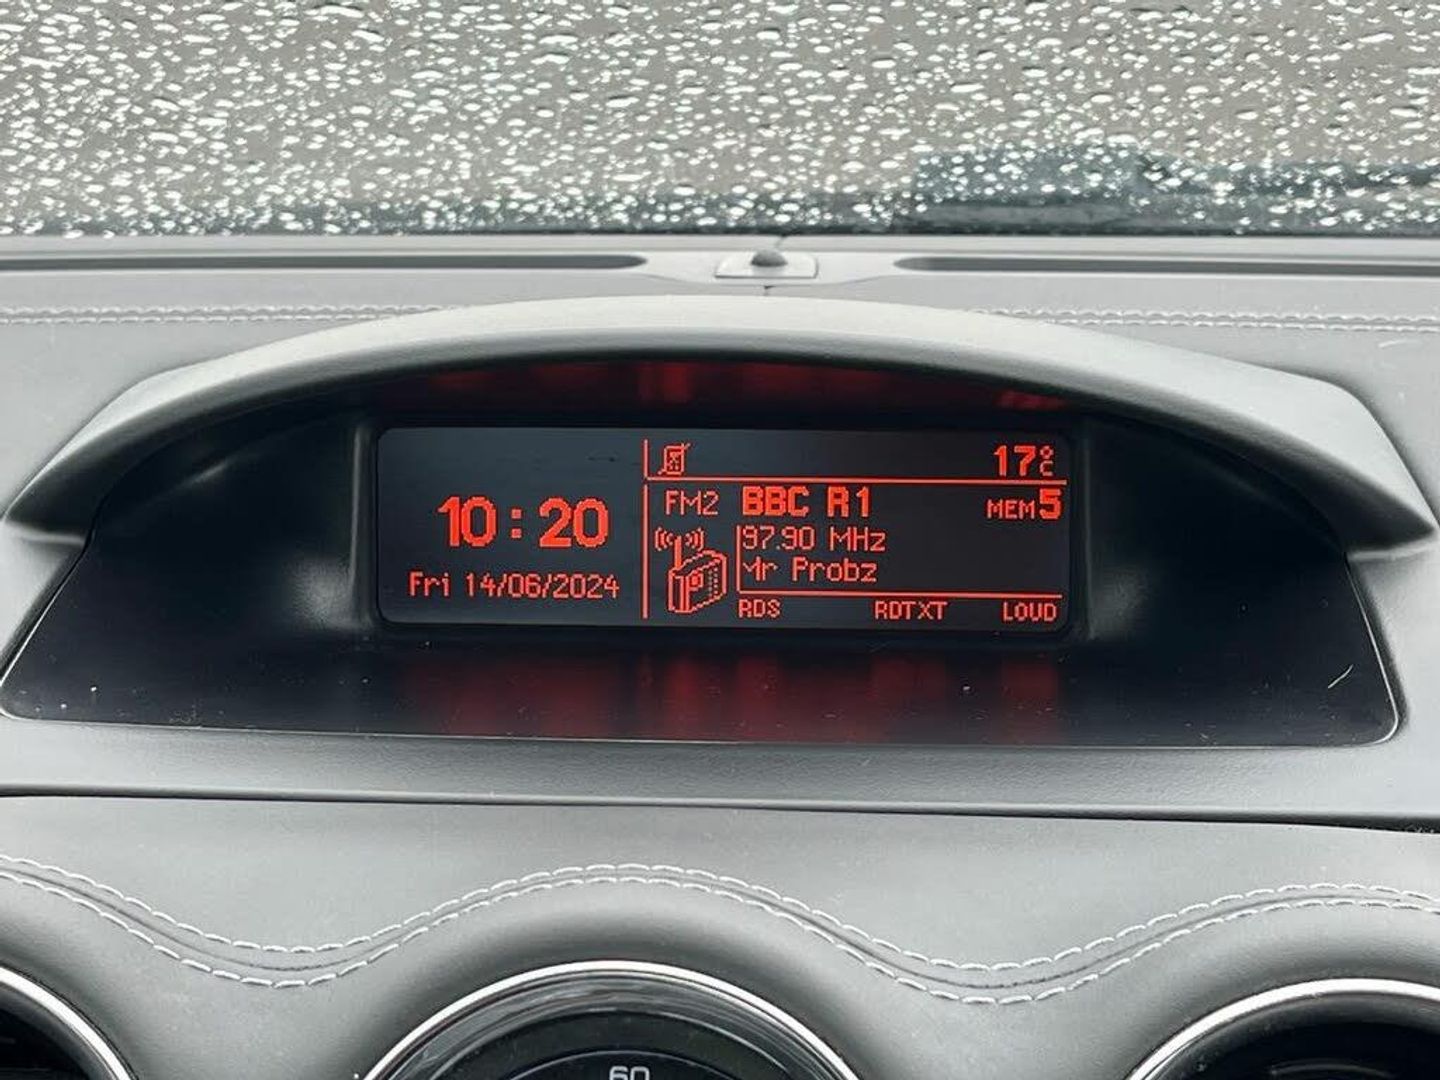 10:20
Fri 14/06/2024
17°C
FM2 BBC R1 MEM5
97.90 MHz
Mr Probz
RDS RDTXT LOUD
60